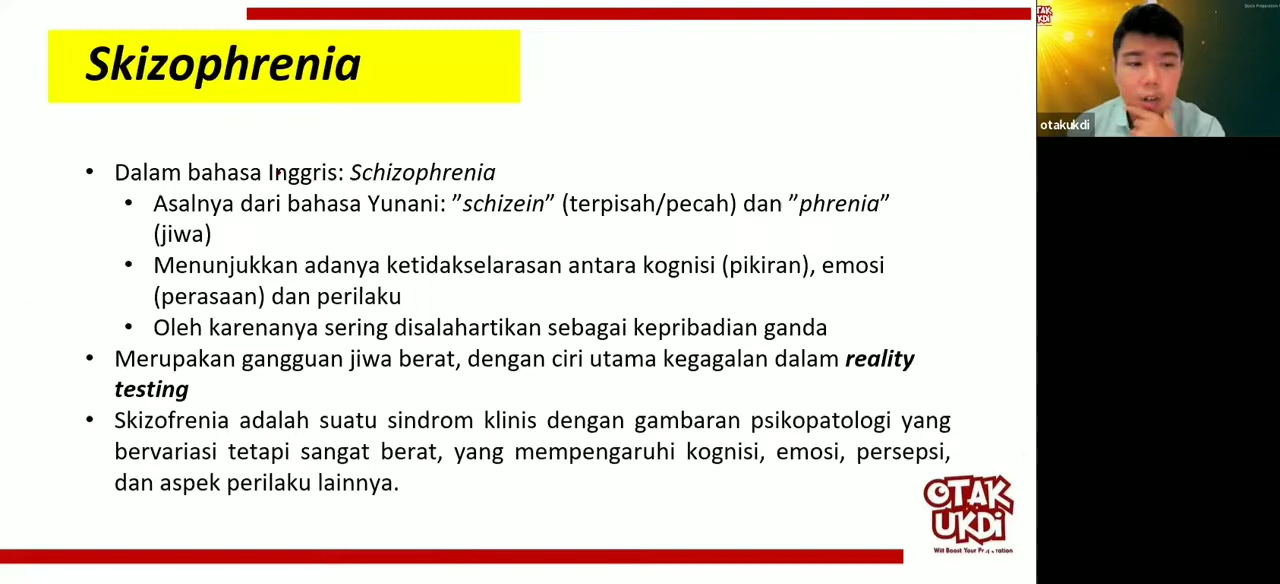 Skizophrenia
• Dalam bahasa Inggris: Schizophrenia
• Asalnya dari bahasa Yunani: ”schizein” (terpisah/pecah) dan ”phrenia”
(jiwa)
• Menunjukkan adanya ketidakselarasan antara kognisi (pikiran), emosi
(perasaan) dan perilaku
• Oleh karenanya sering disalahartikan sebagai kepribadian ganda
• Merupakan gangguan jiwa berat, dengan ciri utama kegagalan dalam reality
testing
• Skizofrenia adalah suatu sindrom klinis dengan gambaran psikopatologi yang
bervariasi tetapi sangat berat, yang mempengaruhi kognisi, emosi, persepsi,
dan aspek perilaku lainnya.
OTAK
UKDi
Will Boost Your
otakukdi